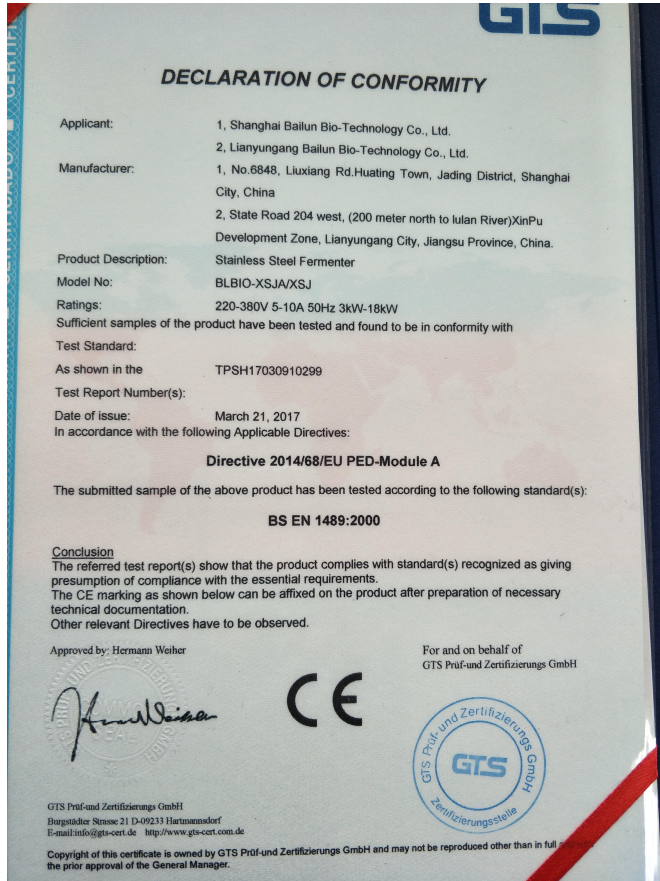 GTS
DECLARATION OF CONFORMITY
Applicant: 1, Shanghai Bailun Bio-Technology Co., Ltd.
2, Lianyungang Bailun Bio-Technology Co., Ltd.
Manufacturer: 1, No.6848, Liuxiang Rd.Huating Town, Jading District, Shanghai
City, China
2, State Road 204 west, (200 meter north to lulan River)XinPu
Development Zone, Lianyungang City, Jiangsu Province, China.
Product Description: Stainless Steel Fermenter
Model No: BLBIO-XSJA/XSJ
Ratings: 220-380V 5-10A 50Hz 3kW-18kW
Sufficient samples of the product have been tested and found to be in conformity with
Test Standard:
As shown in the TPSH17030910299
Test Report Number(s):
Date of issue: March 21, 2017
In accordance with the following Applicable Directives:
Directive 2014/68/EU PED-Module A
The submitted sample of the above product has been tested according to the following standard(s):
BS EN 1489:2000
Conclusion
The referred test report(s) show that the product complies with standard(s) recognized as giving
presumption of compliance with the essential requirements.
The CE marking as shown below can be affixed on the product after preparation of necessary
technical documentation.
Other relevant Directives have to be observed.
Approved by: Hermann Weiher
For and on behalf of
GTS Prüf-und Zertifizierungs GmbH
CE
GTS Prüf-und Zertifizierungs GmbH
GTS
Zertifizierungsstelle
GTS Prüf-und Zertifizierungs GmbH
Burgstädter Strasse 21 D-09233 Hartmannsdorf
E-mail:info@gts-cert.de http://www.gts-cert.com.de
Copyright of this certificate is owned by GTS Prüf-und Zertifizierungs GmbH and may not be reproduced other than in full
the prior approval of the General Manager.